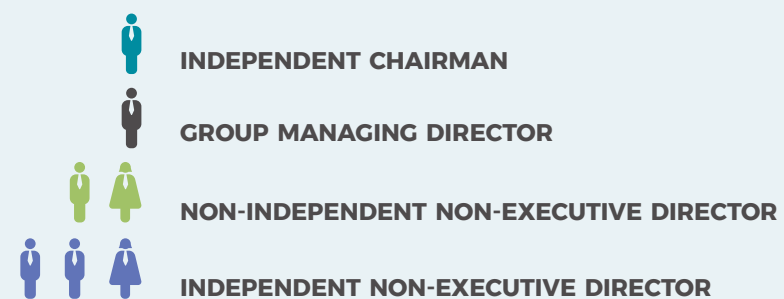 INDEPENDENT CHAIRMAN
GROUP MANAGING DIRECTOR
NON-INDEPENDENT NON-EXECUTIVE DIRECTOR
INDEPENDENT NON-EXECUTIVE DIRECTOR